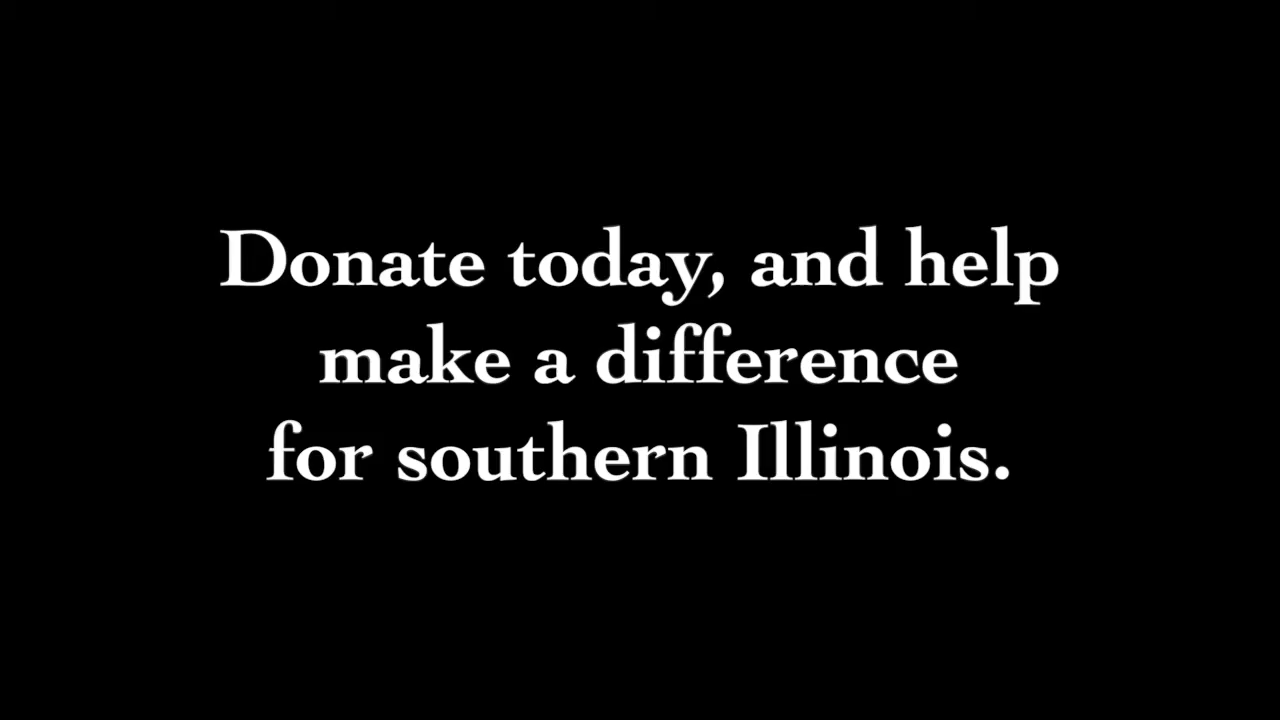 Donate today, and help
make a difference
for southern Illinois.